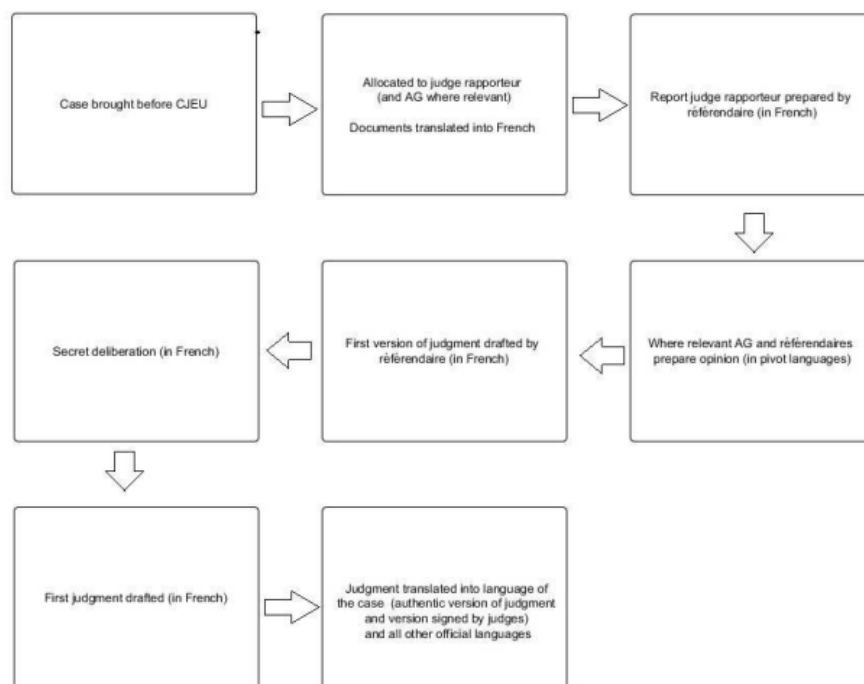 Case brought before CJEU
Allocated to judge rapporteur
(and AG where relevant)
Documents translated into French
Report judge rapporteur prepared by
rèfèrendaire (in French)
Where relevant AG and rèfèrendaires
prepare opinion (in pivot languages)
First version of judgment drafted by
rèfèrendaire (in French)
Secret deliberation (in French)
First judgment drafted (in French)
Judgment translated into language of
the case (authentic version of judgment
and version signed by judges)
and all other official languages